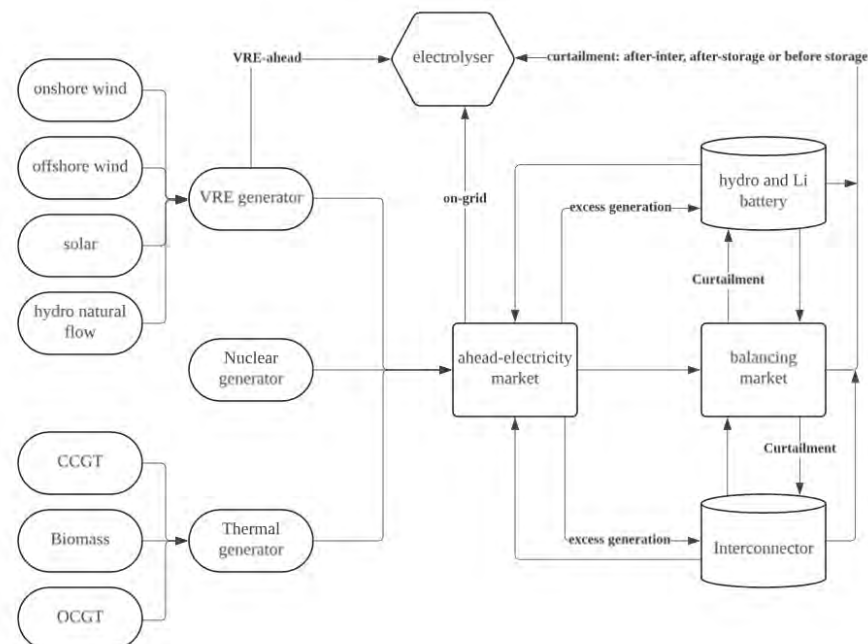 VRE-ahead
electrolyser
curtailment: after-inter, after-storage or before storage
onshore wind
offshore wind
VRE generator
solar
hydro natural
flow
on-grid
excess generation
hydro and Li
battery
Curtailment
Nuclear
generator
ahead-electricity
market
balancing
market
Curtailment
CCGT
Biomass
OCGT
Thermal
generator
excess generation
Interconnector